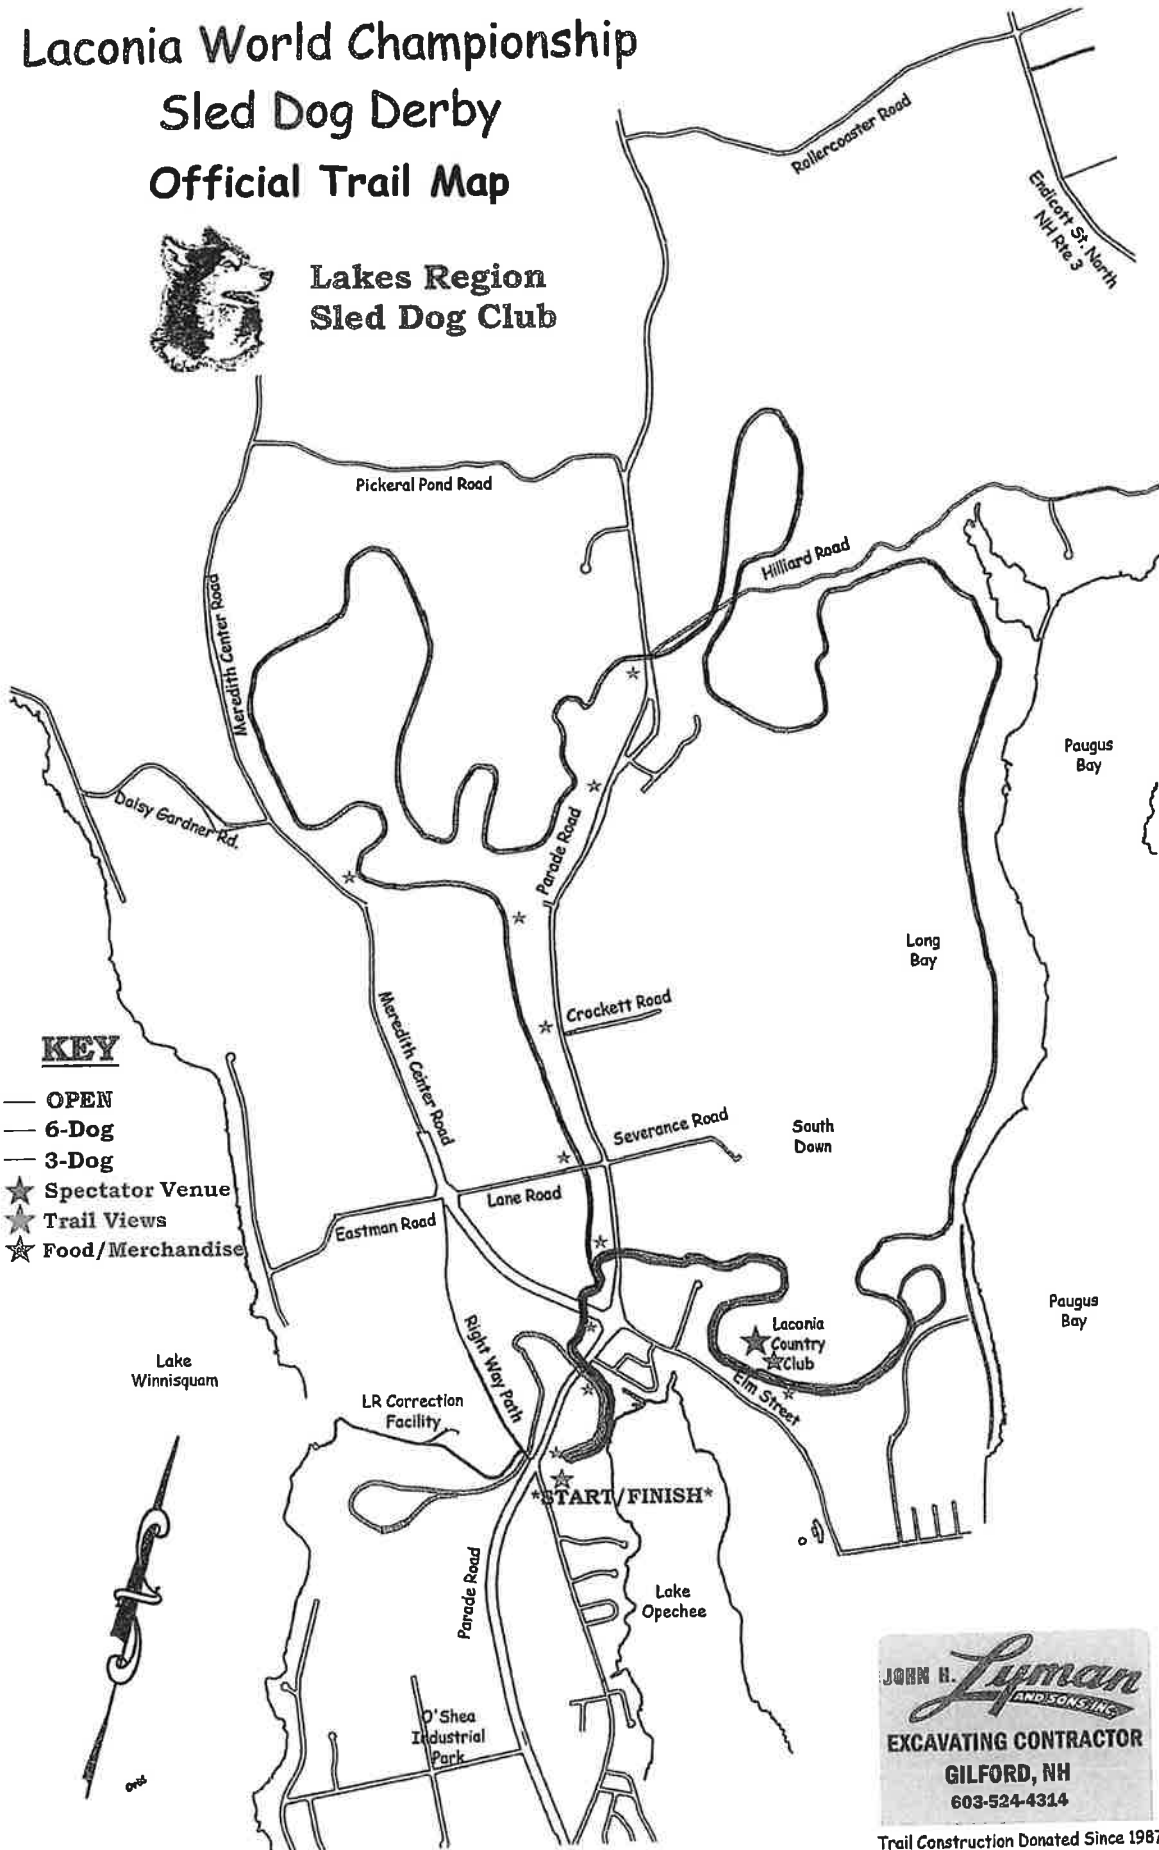 Laconia World Championship
Sled Dog Derby
Official Trail Map
Lakes Region
Sled Dog Club
Rollercoaster Road
Endicott St. North
NH Rte 3
Pickeral Pond Road
Hilliard Road
Meredith Center Road
Paugus
Bay
Daisy Gardner Rd.
Parade Road
Long
Bay
Crockett Road
Meredith Center Road
KEY
OPEN
6-Dog
3-Dog
Spectator Venue
Trail Views
Food/Merchandise
Severance Road
South
Down
Lane Road
Eastman Road
Paugus
Bay
Laconia
Country
Club
Right Way Path
Lake
Winnisquam
Elm Street
LR Correction
Facility
*START/FINISH*
Parade Road
Lake
Opechee
O'Shea
Industrial
Park
JOHN H. Lyman
AND SONS, INC.
EXCAVATING CONTRACTOR
GILFORD, NH
603-524-4314
Trail Construction Donated Since 1987